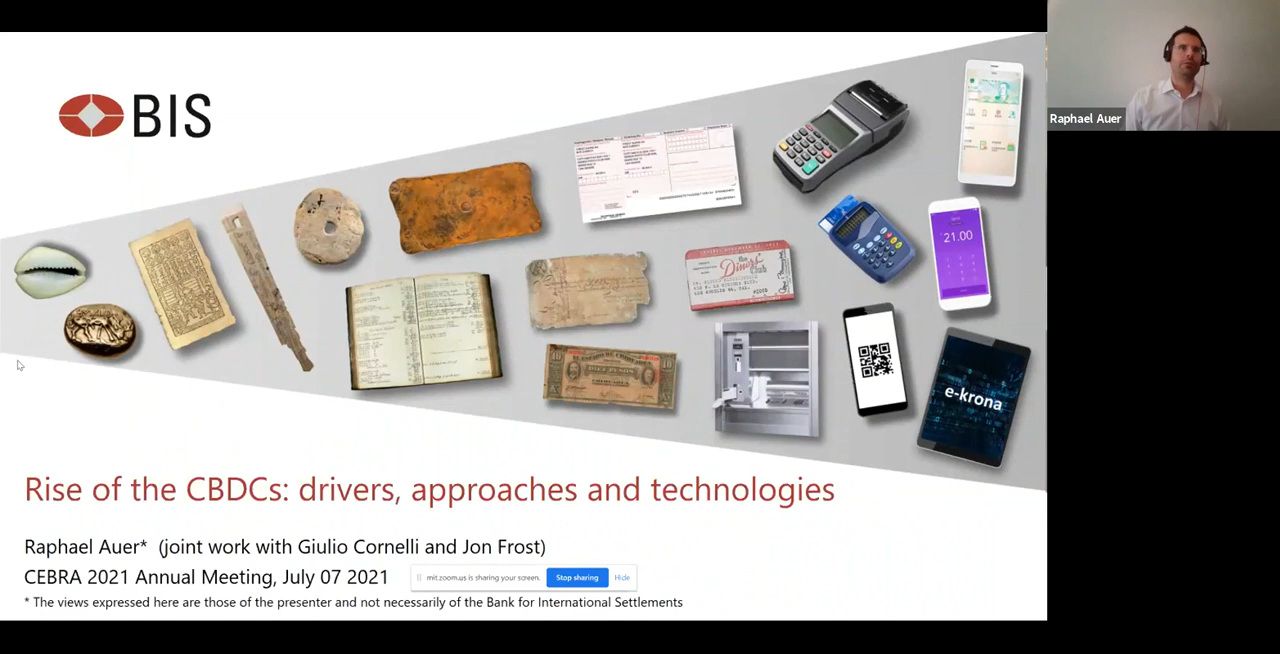 Raphael Auer
BIS
the
Diners'
Club
21.00
e-krona
Rise of the CBDCs: drivers, approaches and technologies
Raphael Auer* (joint work with Giulio Cornelli and Jon Frost)
CEBRA 2021 Annual Meeting, July 07 2021
mit.zoom.us is sharing your screen.
Stop sharing
Hide
* The views expressed here are those of the presenter and not necessarily of the Bank for International Settlements